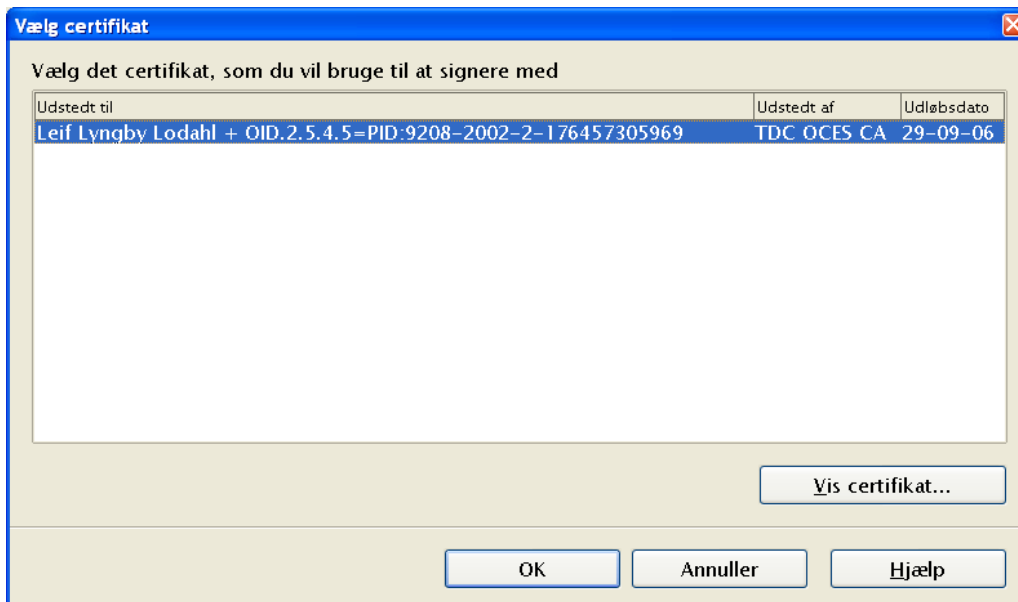 Vælg certifikat
Vælg det certifikat, som du vil bruge til at signere med
Udstedt til Udstedt af Udløbsdato
Leif Lyngby Lodahl + OID.2.5.4.5=PID:9208-2002-2-176457305969 TDC OCES CA 29-09-06
Vis certifikat...
OK Annuller Hjælp